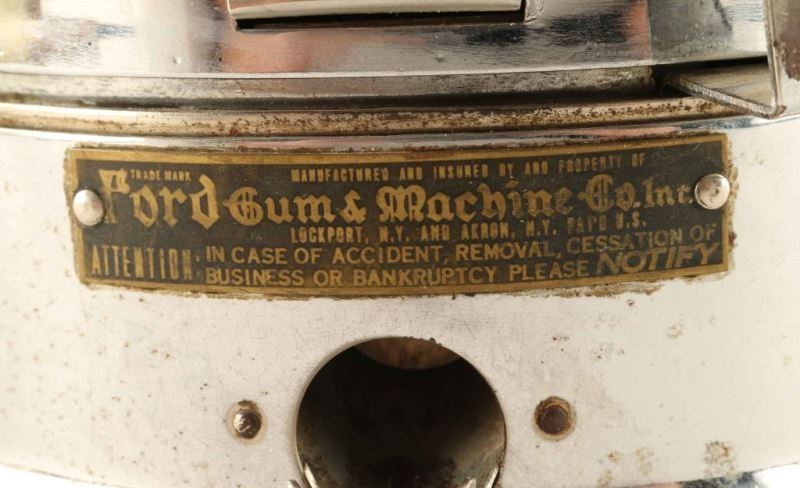 TRADE MARK MANUFACTURED AND INSURED BY AND PROPERTY OF
Ford Gum & Machine Co. Inc.
LOCKPORT, N.Y. AND AKRON, N.Y. PAT'D U.S.
ATTENTION: IN CASE OF ACCIDENT, REMOVAL, CESSATION OF
BUSINESS OR BANKRUPTCY PLEASE NOTIFY